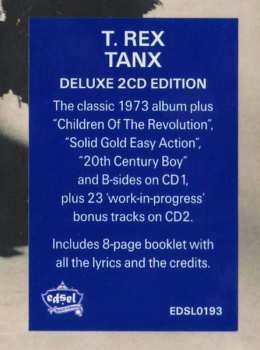 T. REX
TANX
DELUXE 2CD EDITION
The classic 1973 album plus
“Children Of The Revolution”,
“Solid Gold Easy Action”,
“20th Century Boy”
and B-sides on CD1,
plus 23 ‘work-in-progress’
bonus tracks on CD2.
Includes 8-page booklet with
all the lyrics and the credits.
edsel
EDSL0193